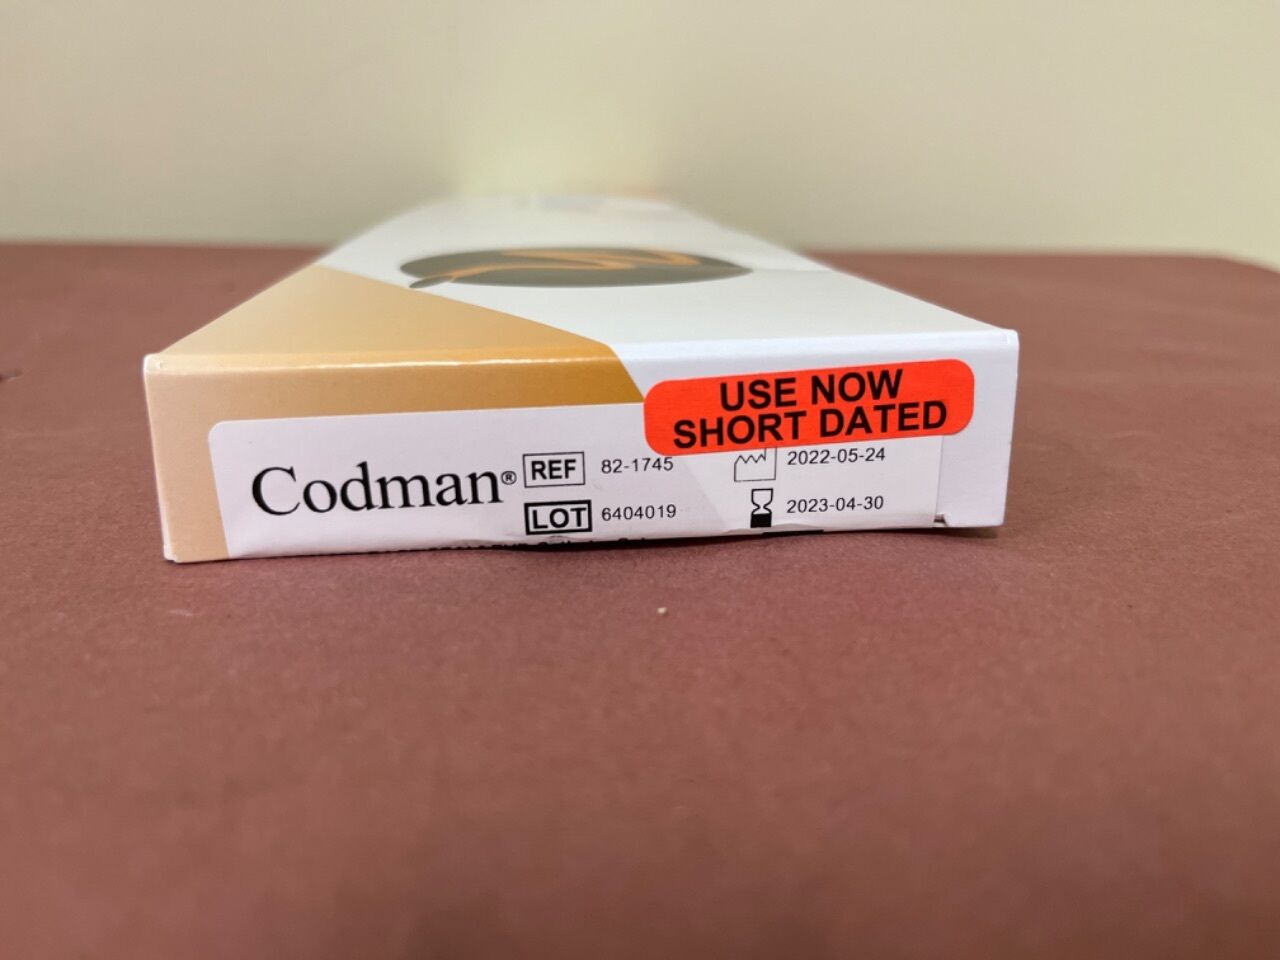 USE NOW
SHORT DATED
Codman®
REF 82-1745
2022-05-24
LOT 6404019
2023-04-30